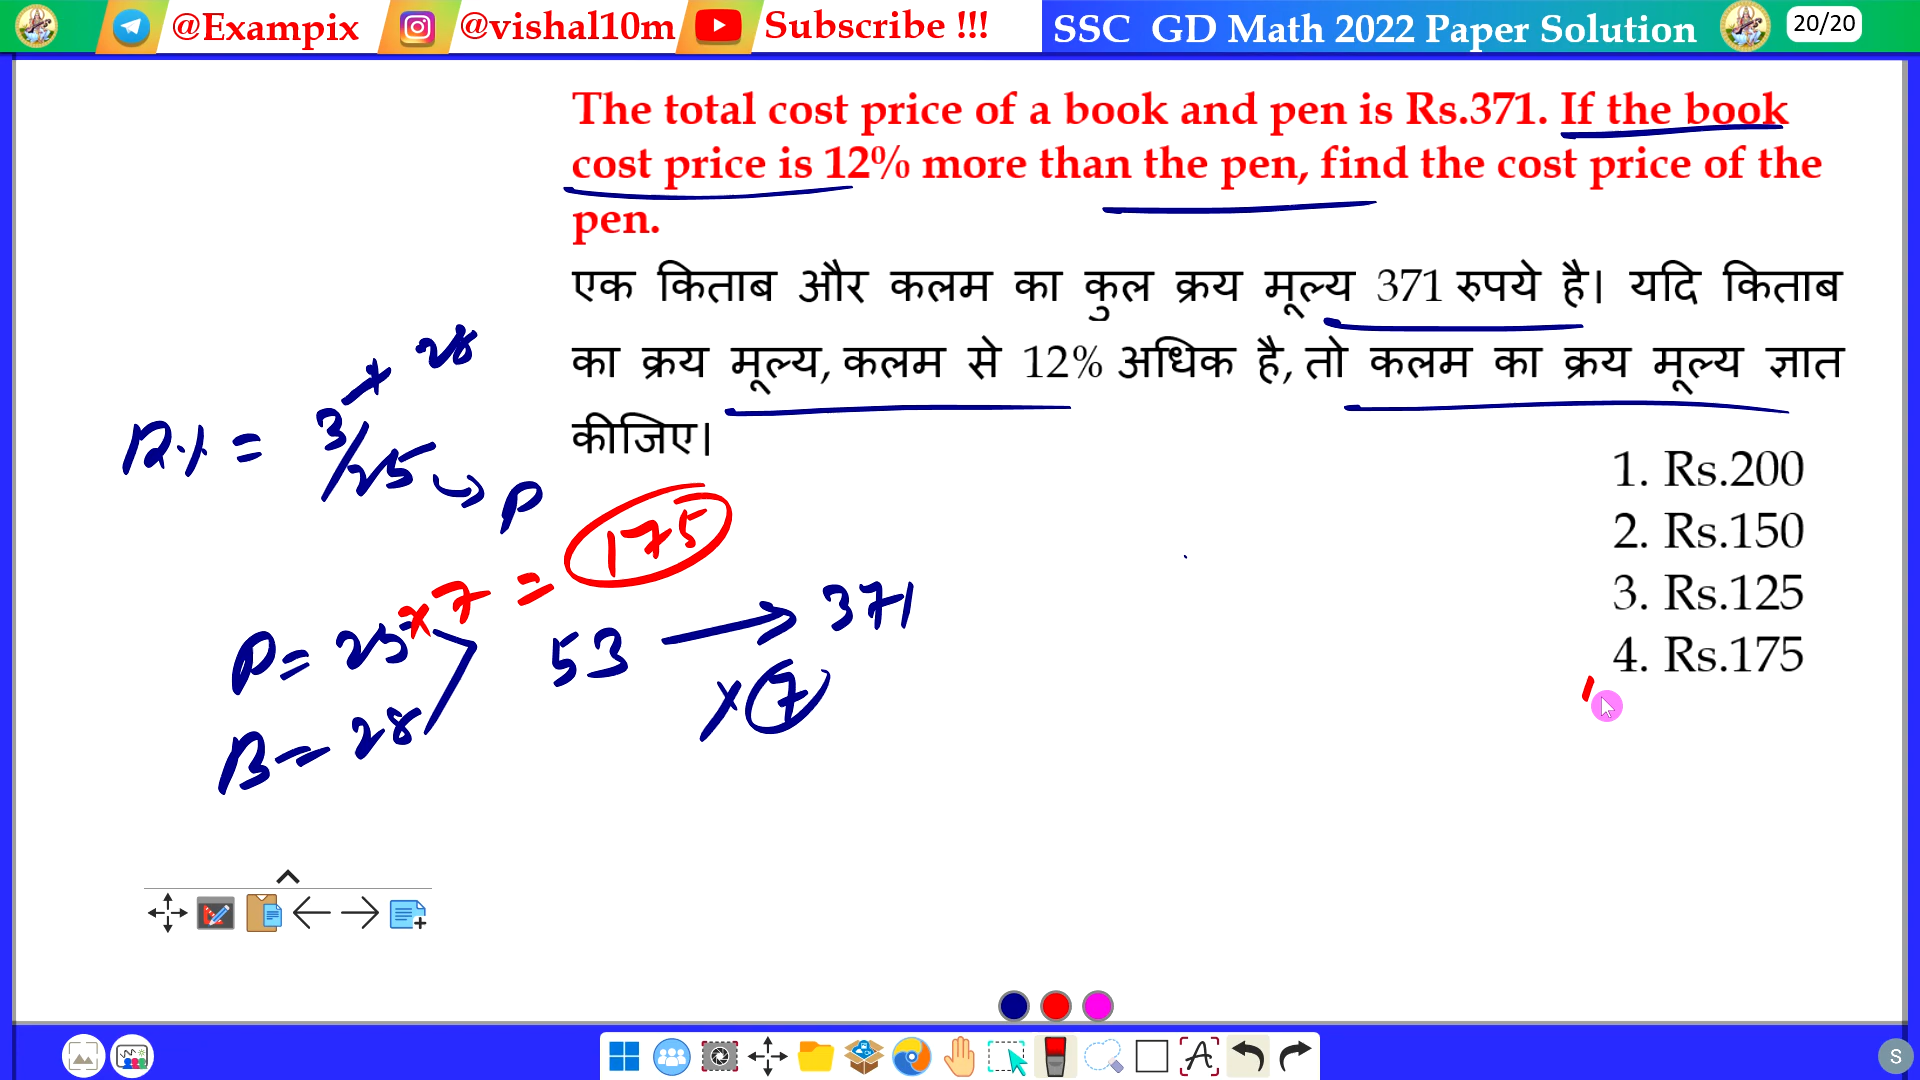 @Exampix @vishal10m Subscribe !!! SSC GD Math 2022 Paper Solution 20/20
The total cost price of a book and pen is Rs.371. If the book
cost price is 12% more than the pen, find the cost price of the
pen.
एक किताब और कलम का कुल क्रय मूल्य 371 रुपये है। यदि किताब
का क्रय मूल्य, कलम से 12% अधिक है, तो कलम का क्रय मूल्य ज्ञात
कीजिए।
1. Rs.200
2. Rs.150
3. Rs.125
4. Rs.175
+ 28
12% = 3/25 → P
P = 25 × 7 = 175
B = 28
53 → 371
×7
S